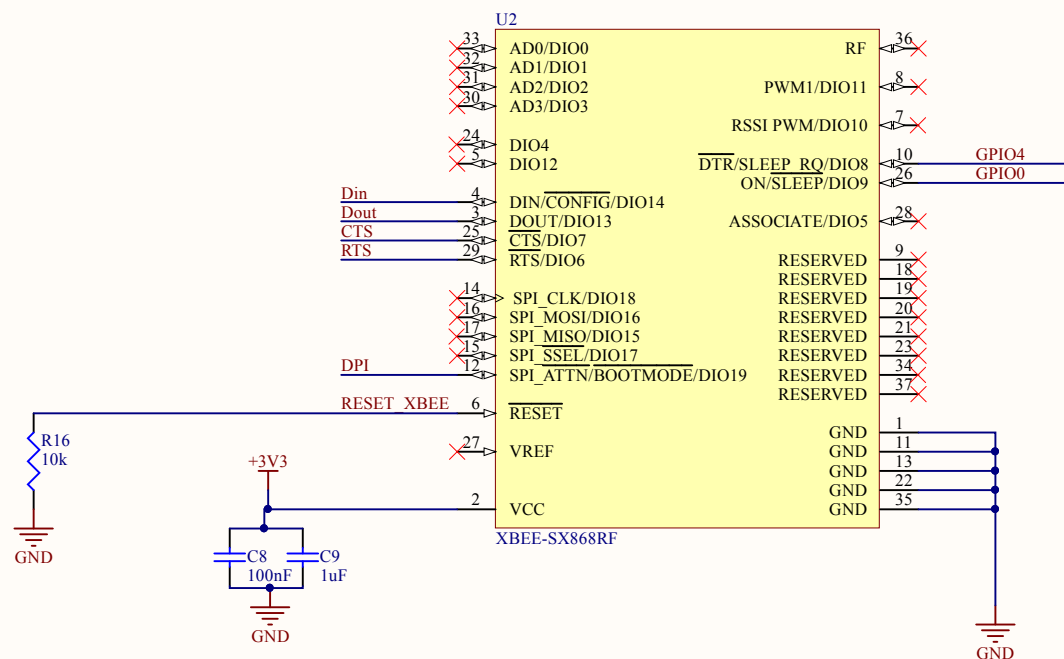 U2
33 AD0/DIO0 RF 36
32 AD1/DIO1
31 AD2/DIO2 PWM1/DIO11 8
30 AD3/DIO3
RSSI PWM/DIO10 7
24 DIO4
5 DIO12 DTR/SLEEP_RQ/DIO8 10 GPIO4
ON/SLEEP/DIO9 26 GPIO0
Din 4 DIN/CONFIG/DIO14
Dout 3 DOUT/DIO13 ASSOCIATE/DIO5 28
CTS 25 CTS/DIO7
RTS 29 RTS/DIO6 RESERVED 9
RESERVED 18
14 SPI_CLK/DIO18 RESERVED 19
16 SPI_MOSI/DIO16 RESERVED 20
17 SPI_MISO/DIO15 RESERVED 21
15 SPI_SSEL/DIO17 RESERVED 23
DPI 12 SPI_ATTN/BOOTMODE/DIO19 RESERVED 34
RESERVED 37
RESET_XBEE 6 RESET
GND 1
R16
10k
27 VREF GND 11
+3V3
GND 13
GND 22
2 VCC GND 35
XBEE-SX868RF
C8 C9
100nF 1uF
GND
GND
GND